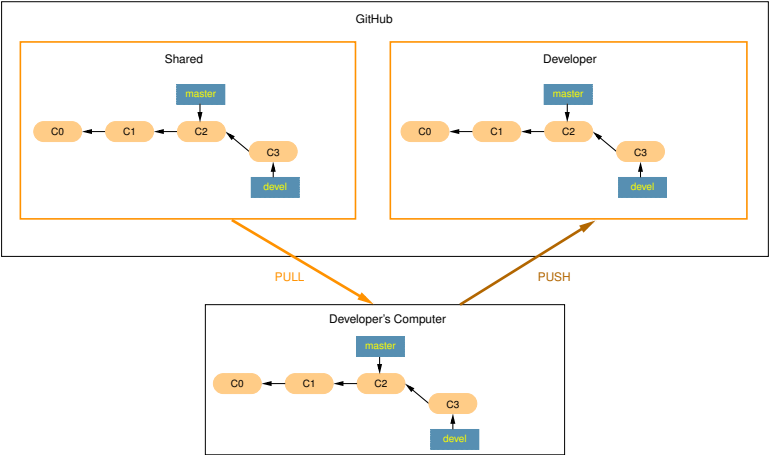 GitHub
Shared
master
C0
C1
C2
C3
devel
Developer
master
C0
C1
C2
C3
devel
PULL
PUSH
Developer's Computer
master
C0
C1
C2
C3
devel